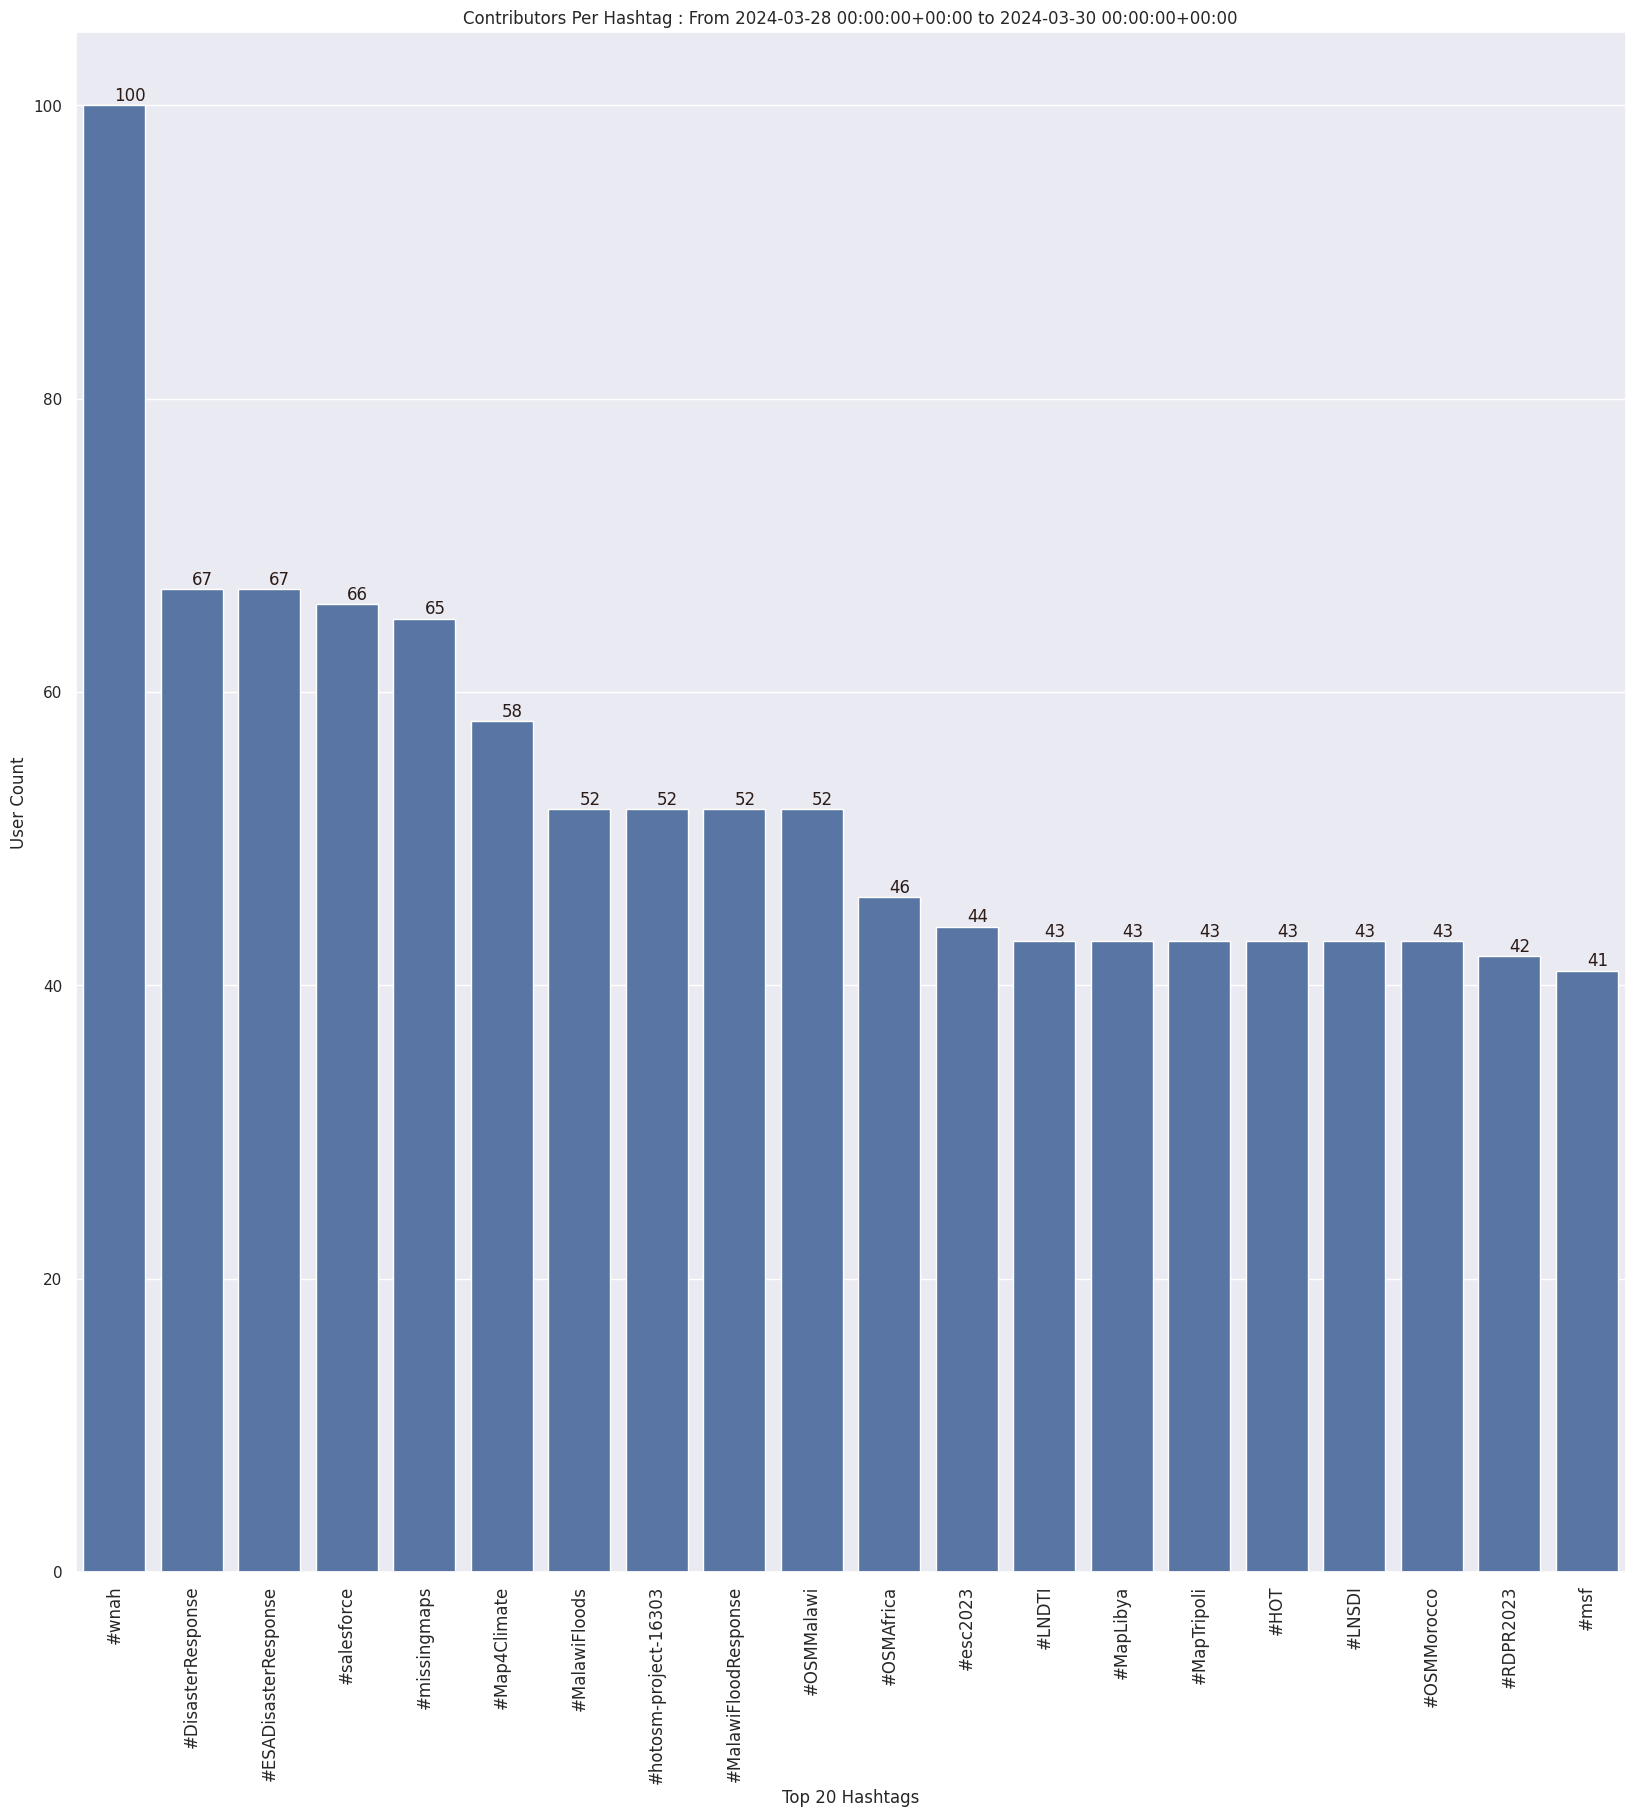 Contributors Per Hashtag : From 2024-03-28 00:00:00+00:00 to 2024-03-30 00:00:00+00:00
User Count
100
80
60
40
20
0
100
67
67
66
65
58
52
52
52
52
46
44
43
43
43
43
43
43
42
41
#wnah
#DisasterResponse
#ESADisasterResponse
#salesforce
#missingmaps
#Map4Climate
#MalawiFloods
#hotosm-project-16303
#MalawiFloodResponse
#OSMMalawi
#OSMAfrica
#esc2023
#LNDTI
#MapLibya
#MapTripoli
#HOT
#LNSDI
#OSMMorocco
#RDPR2023
#msf
Top 20 Hashtags